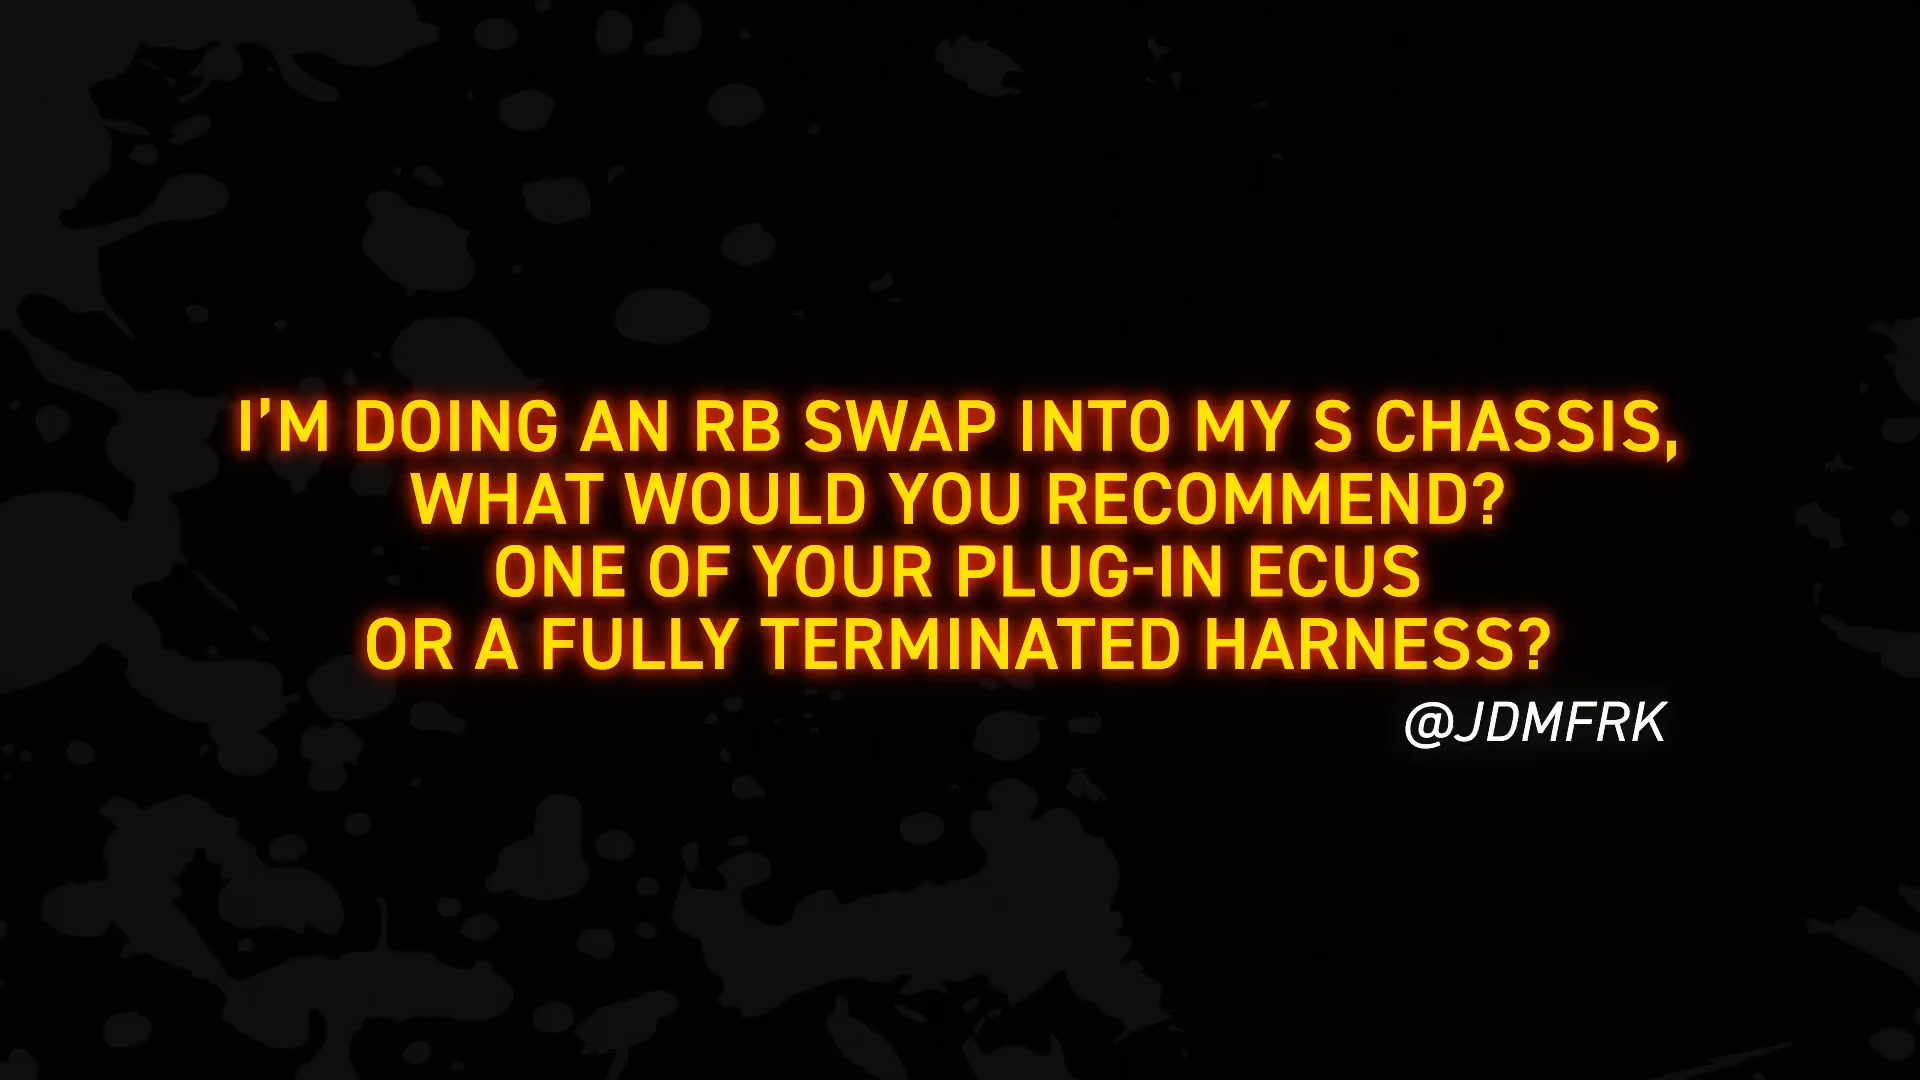 I'M DOING AN RB SWAP INTO MY S CHASSIS,
WHAT WOULD YOU RECOMMEND?
ONE OF YOUR PLUG-IN ECUS
OR A FULLY TERMINATED HARNESS?
@JDMFRK